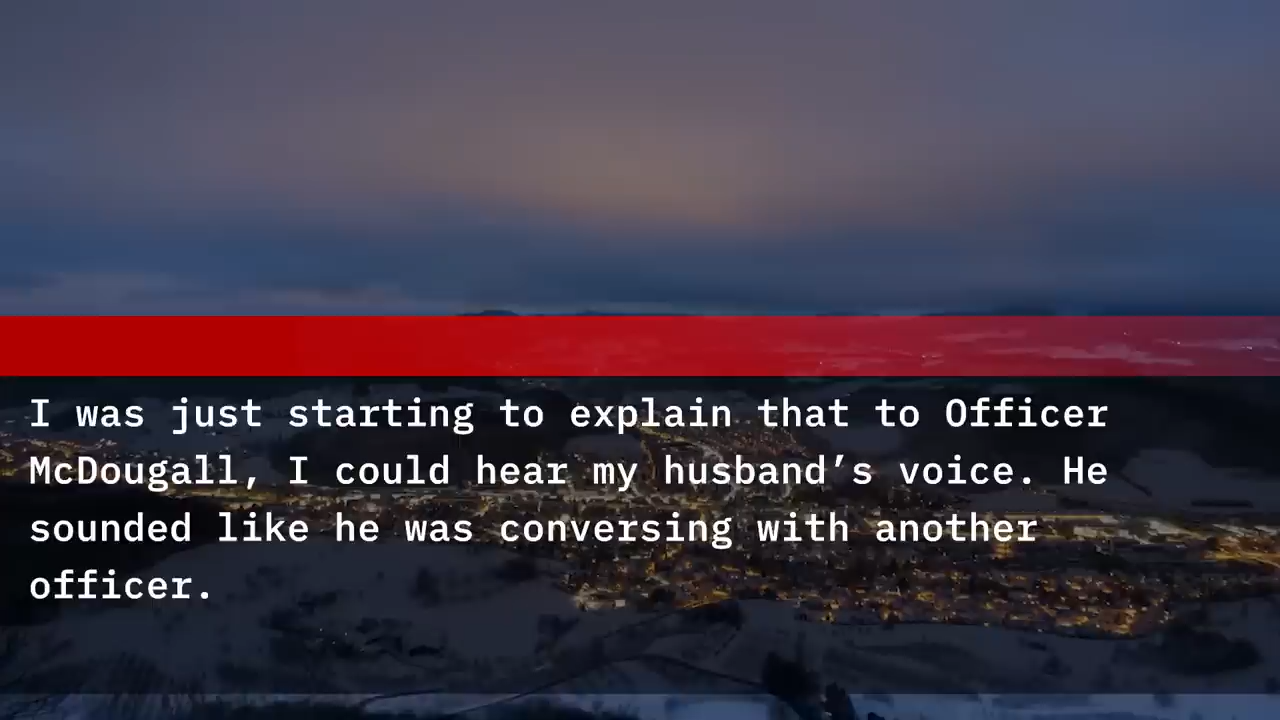 I was just starting to explain that to Officer
McDougall, I could hear my husband’s voice. He
sounded like he was conversing with another
officer.